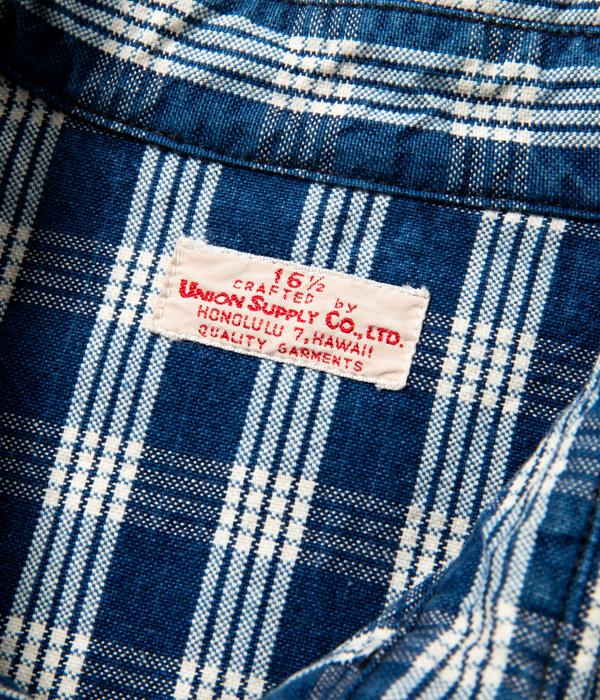 16½
CRAFTED by
UNION SUPPLY CO., LTD.
HONOLULU 7, HAWAII
QUALITY GARMENTS